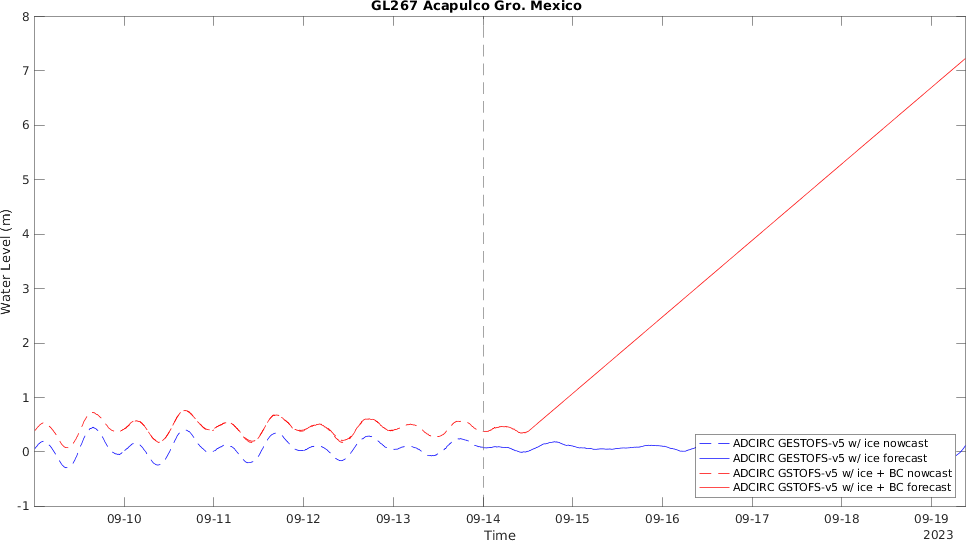 GL267 Acapulco Gro. Mexico
8
7
6
5
4
3
2
1
0
-1
Water Level (m)
09-10 09-11 09-12 09-13 09-14 09-15 09-16 09-17 09-18 09-19
Time
2023
ADCIRC GESTOFS-v5 w/ ice nowcast
ADCIRC GESTOFS-v5 w/ ice forecast
ADCIRC GSTOFS-v5 w/ ice + BC nowcast
ADCIRC GSTOFS-v5 w/ ice + BC forecast